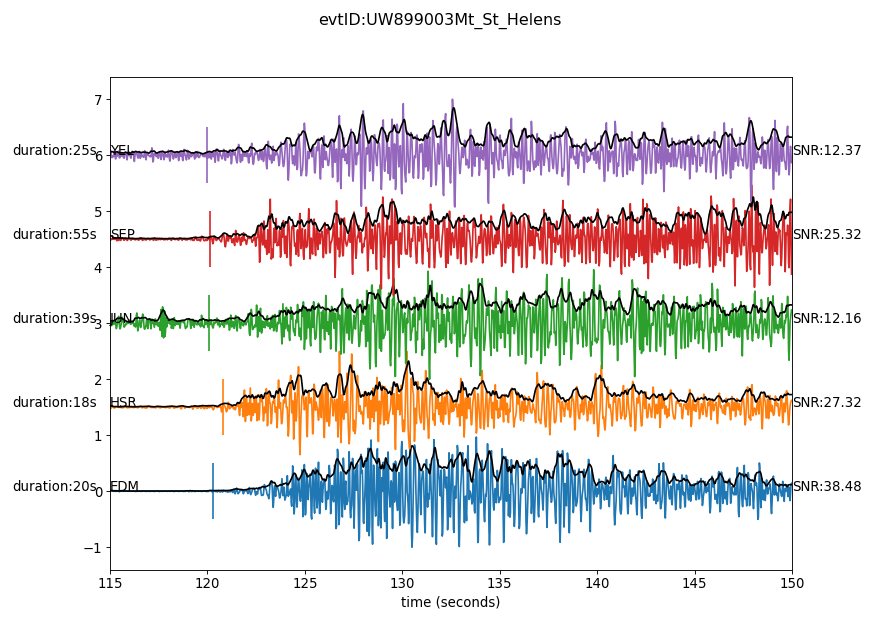 evtID:UW899003Mt_St_Helens
7
duration:25s YEL 6 SNR:12.37
5
duration:55s SEP SNR:25.32
4
duration:39s JUN 3 SNR:12.16
2
duration:18s HSR SNR:27.32
1
duration:20s EDM 0 SNR:38.48
−1
115 120 125 130 135 140 145 150
time (seconds)